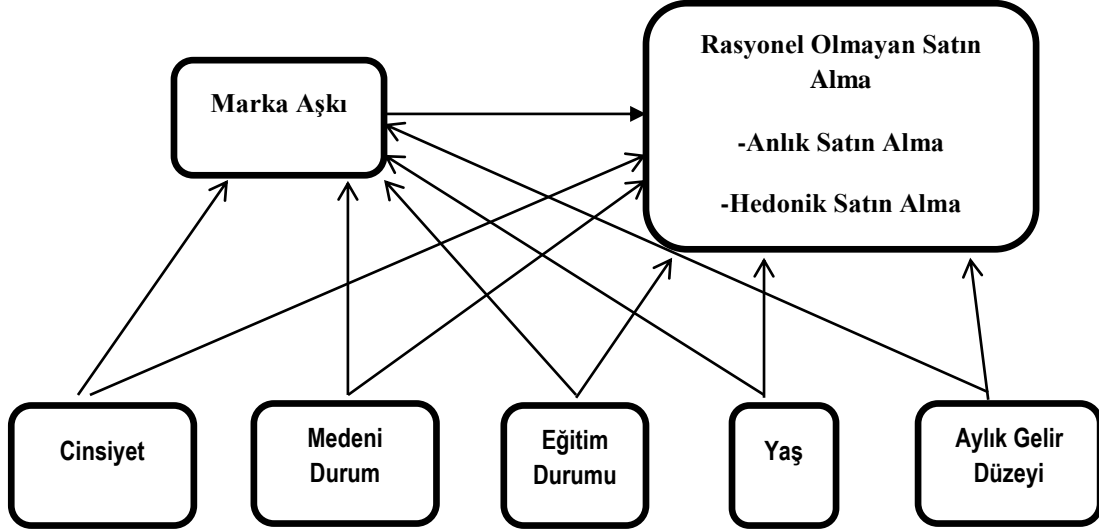 Marka Aşkı
Rasyonel Olmayan Satın
Alma
-Anlık Satın Alma
-Hedonik Satın Alma
Cinsiyet
Medeni
Durum
Eğitim
Durumu
Yaş
Aylık Gelir
Düzeyi